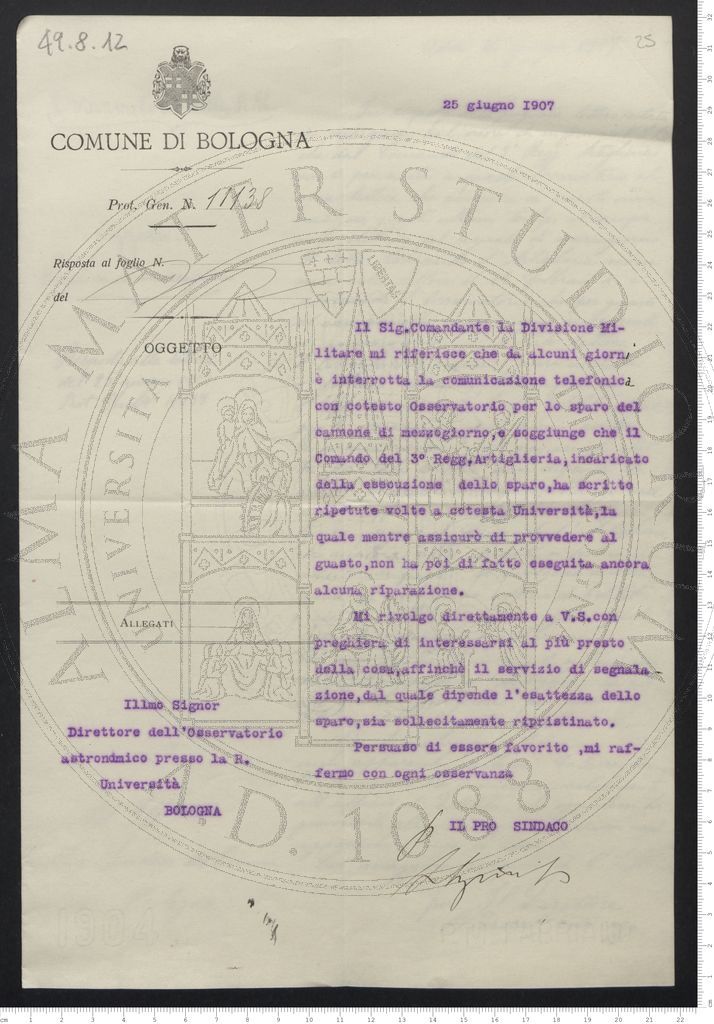 49.8.12
25
25 giugno 1907
COMUNE DI BOLOGNA
Prot. Gen. N. 11138
Risposta al foglio N.
del
OGGETTO
Il Sig.Comandante la Divisione Mi-
litare mi riferisce che da alcuni giorni
è interrotta la comunicazione telefonica
con cotesto Osservatorio per lo sparo del
cannone di mezzogiorno,e soggiunge che il
Comando del 3° Regg.Artiglieria,incaricato
della esecuzione dello sparo,ha scritto
ripetute volte a cotesta Università,la
quale mentre assicurò di provvedere al
guasto,non ha poi di fatto eseguita ancora
alcuna riparazione.
Mi rivolgo direttamente a V.S.con
preghiera di interessarsi al più presto
della cosa,affinchè il servizio di segnala-
zione,dal quale dipende l'esattezza dello
sparo,sia sollecitamente ripristinato.
Persuaso di essere favorito ,mi raf-
fermo con ogni osservanza
ALLEGATI
Illmo Signor
Direttore dell'Osservatorio
astronòmico presso la R.
Università
BOLOGNA
IL PRO SINDACO
ALMA MATER STUDIORUM
UNIVERSITA
LIBERTAS
A.D. 1088
1904